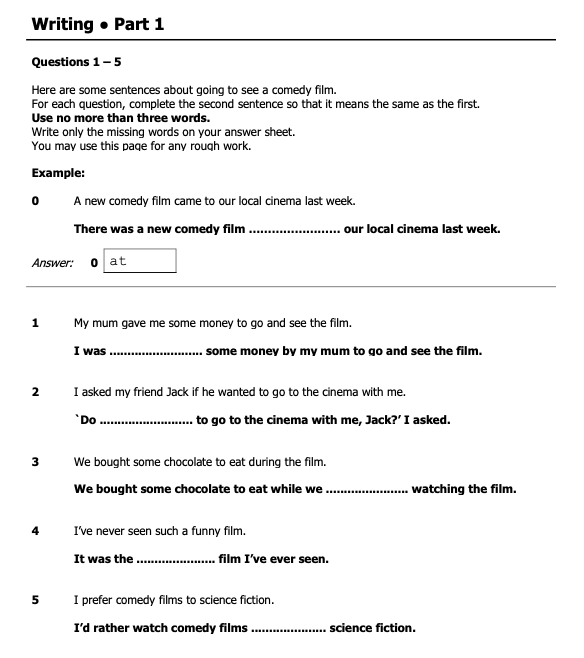 Writing ● Part 1
Questions 1 – 5
Here are some sentences about going to see a comedy film.
For each question, complete the second sentence so that it means the same as the first.
Use no more than three words.
Write only the missing words on your answer sheet.
You may use this page for any rough work.
Example:
0 A new comedy film came to our local cinema last week.
There was a new comedy film ........................ our local cinema last week.
Answer: 0 at
1 My mum gave me some money to go and see the film.
I was .......................... some money by my mum to go and see the film.
2 I asked my friend Jack if he wanted to go to the cinema with me.
`Do .......................... to go to the cinema with me, Jack?’ I asked.
3 We bought some chocolate to eat during the film.
We bought some chocolate to eat while we ....................... watching the film.
4 I’ve never seen such a funny film.
It was the ...................... film I’ve ever seen.
5 I prefer comedy films to science fiction.
I’d rather watch comedy films ..................... science fiction.